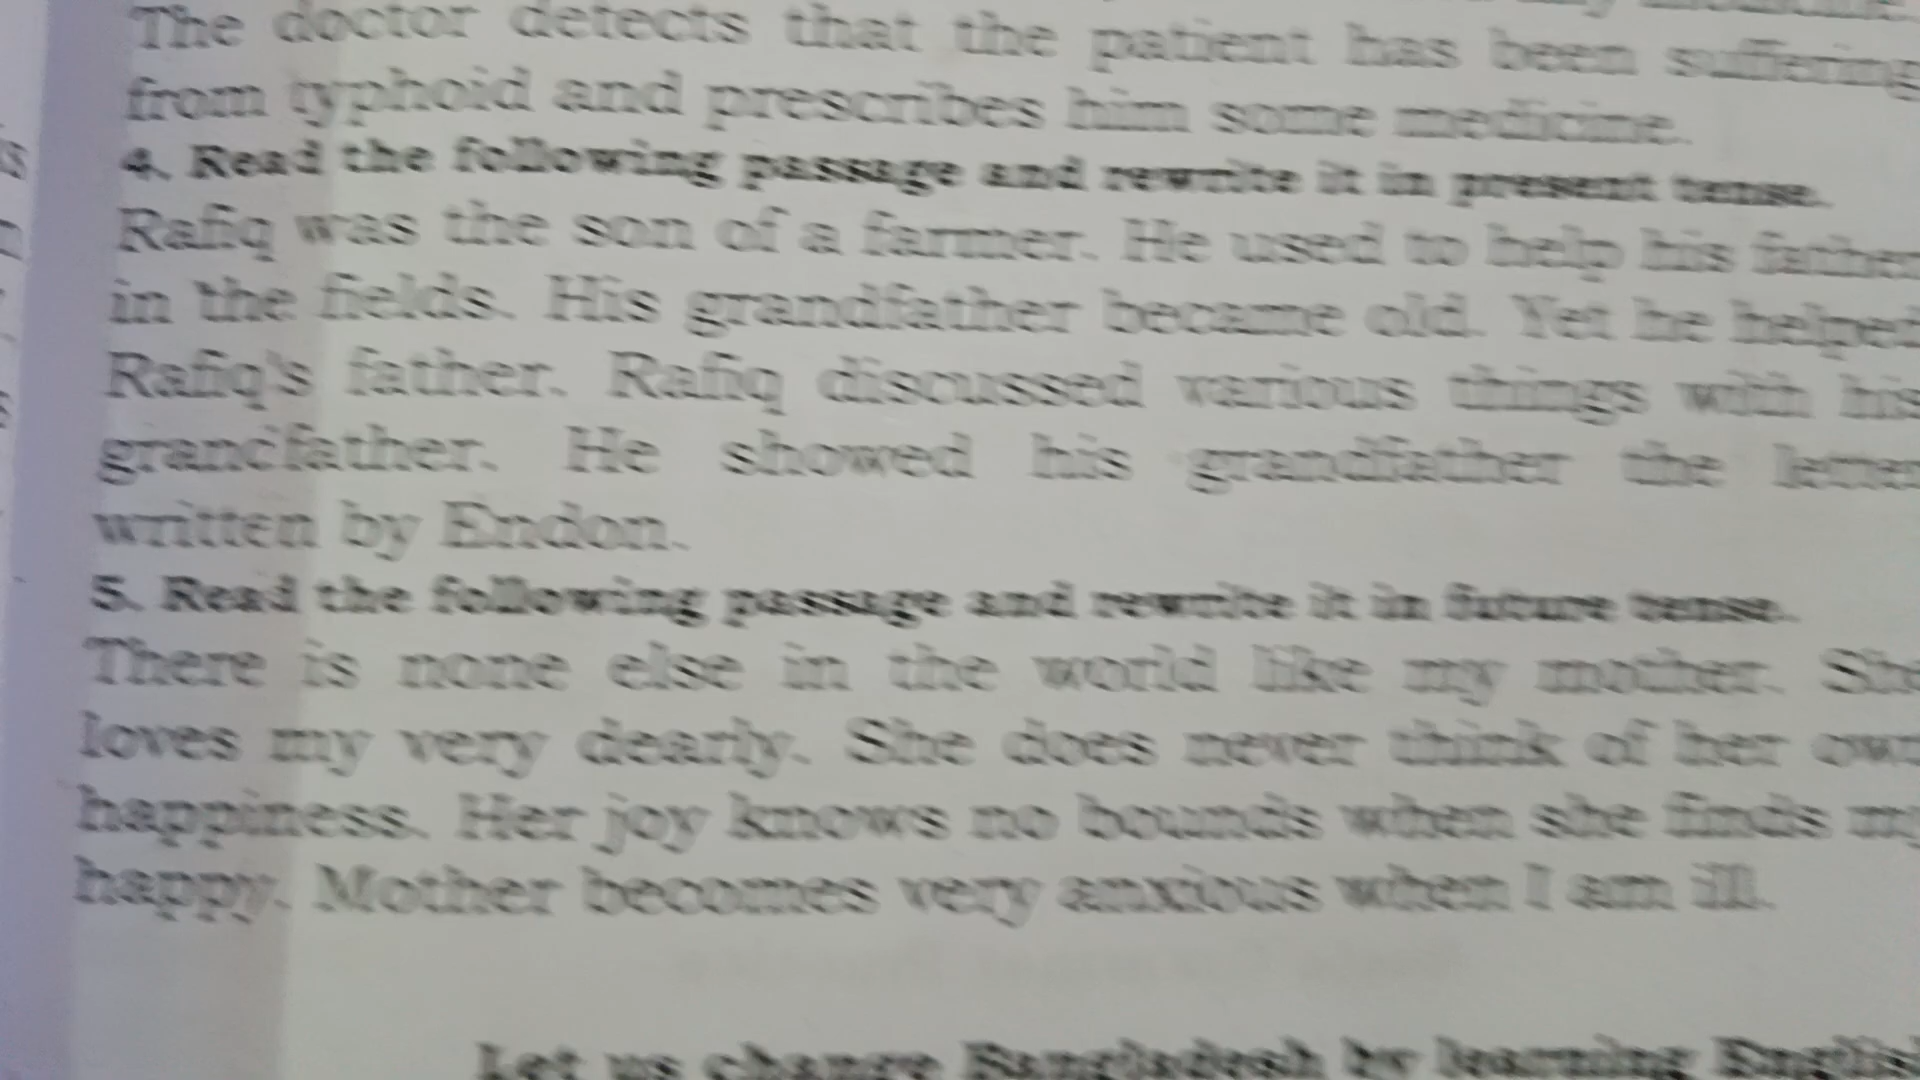 The doctor detects that the patient has been suffering
from typhoid and prescribes him some medicine.
4. Read the following passage and rewrite it in present tense.
Rafiq was the son of a farmer. He used to help his father
in the fields. His grandfather became old. Yet he helped
Rafiq's father. Rafiq discussed various things with his
grandfather. He showed his grandfather the letter
written by Endon.
5. Read the following passage and rewrite it in future tense.
There is none else in the world like my mother. She
loves my very dearly. She does never think of her own
happiness. Her joy knows no bounds when she finds my
happy. Mother becomes very anxious when I am ill.
Let us change Bangladesh by learning English